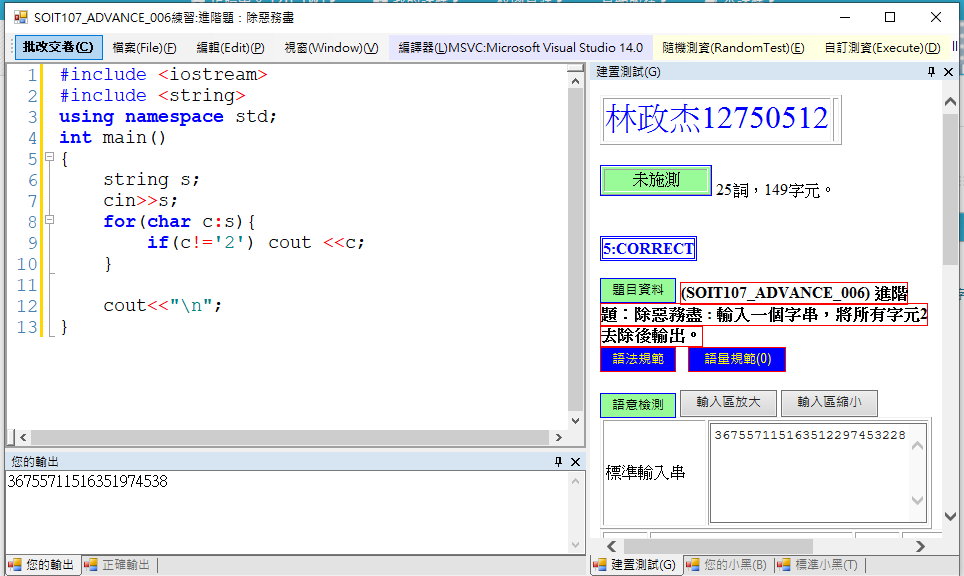 SOIT107_ADVANCE_006練習:進階題：除惡務盡
批改交卷(C) 檔案(File)(F) 編輯(Edit)(P) 視窗(Window)(V) 編譯器(L)MSVC:Microsoft Visual Studio 14.0 隨機測資(RandomTest)(E) 自訂測資(Execute)(D)
1 #include <iostream>
2 #include <string>
3 using namespace std;
4 int main()
5 {
6 string s;
7 cin>>s;
8 for(char c:s){
9 if(c!='2') cout <<c;
10 }
11
12 cout<<"\n";
13 }
您的輸出
36755711516351974538
您的輸出 正確輸出
建置測試(G)
林政杰12750512
未施測 25詞，149字元。
5:CORRECT
題目資料 (SOIT107_ADVANCE_006) 進階
題：除惡務盡：輸入一個字串，將所有字元2
去除後輸出。
語法規範 語量規範(0)
語意檢測 輸入區放大 輸入區縮小
標準輸入串 367557115163512297453228
建置測試(G) 您的小黑(B) 標準小黑(T)